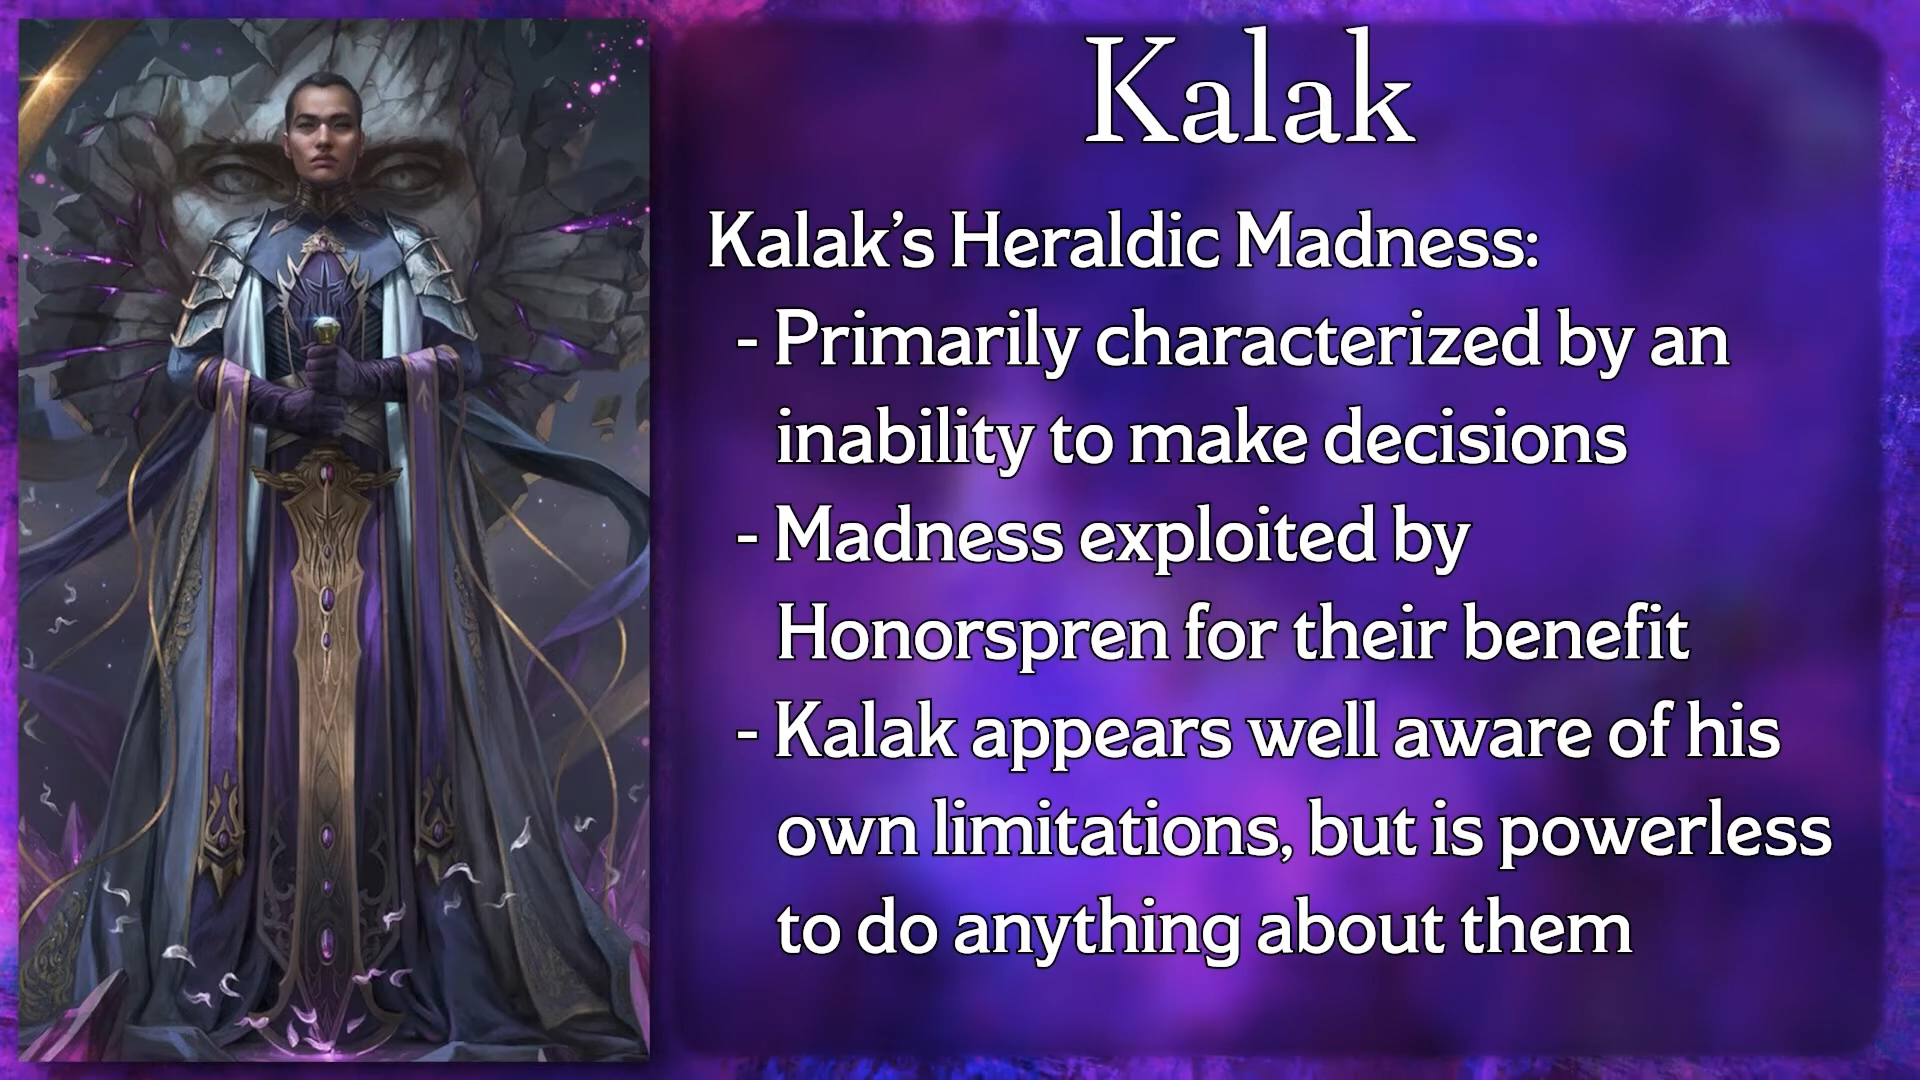 Kalak
Kalak’s Heraldic Madness:
- Primarily characterized by an
inability to make decisions
- Madness exploited by
Honorspren for their benefit
- Kalak appears well aware of his
own limitations, but is powerless
to do anything about them